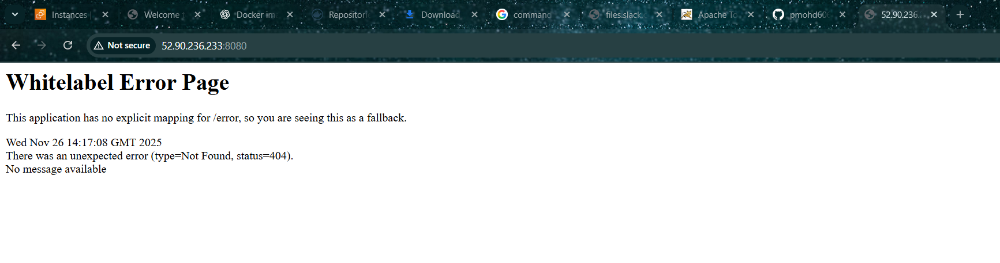 Instances
Welcome
Docker im
Repositori
Download
command
files.slack.
Apache To
pmohd60
52.90.236.
Not secure
52.90.236.233:8080
Whitelabel Error Page
This application has no explicit mapping for /error, so you are seeing this as a fallback.
Wed Nov 26 14:17:08 GMT 2025
There was an unexpected error (type=Not Found, status=404).
No message available